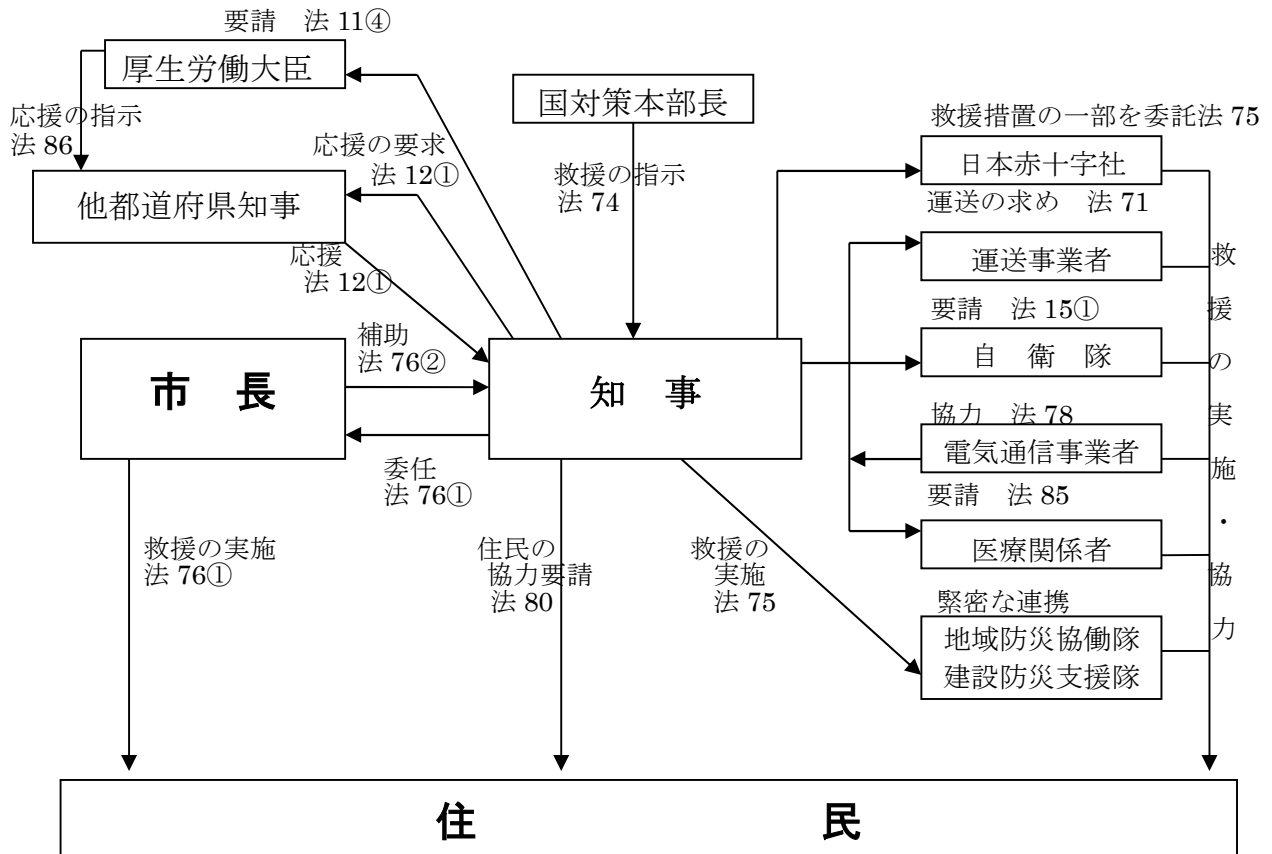 要請 法 11④
厚生労働大臣
国対策本部長
応援の指示
法 86
応援の要求
法 12①
救援の指示
法 74
救援措置の一部を委託法 75
日本赤十字社
運送の求め 法 71
他都道府県知事
応援
法 12①
運送事業者
要請 法 15①
自 衛 隊
補助
法 76②
市 長
知 事
協力 法 78
電気通信事業者
委任
法 76①
要請 法 85
医療関係者
救援の実施
法 76①
住民の
協力要請
法 80
救援の
実施
法 75
緊密な連携
地域防災協働隊
建設防災支援隊
救援の実施・協力
住 民